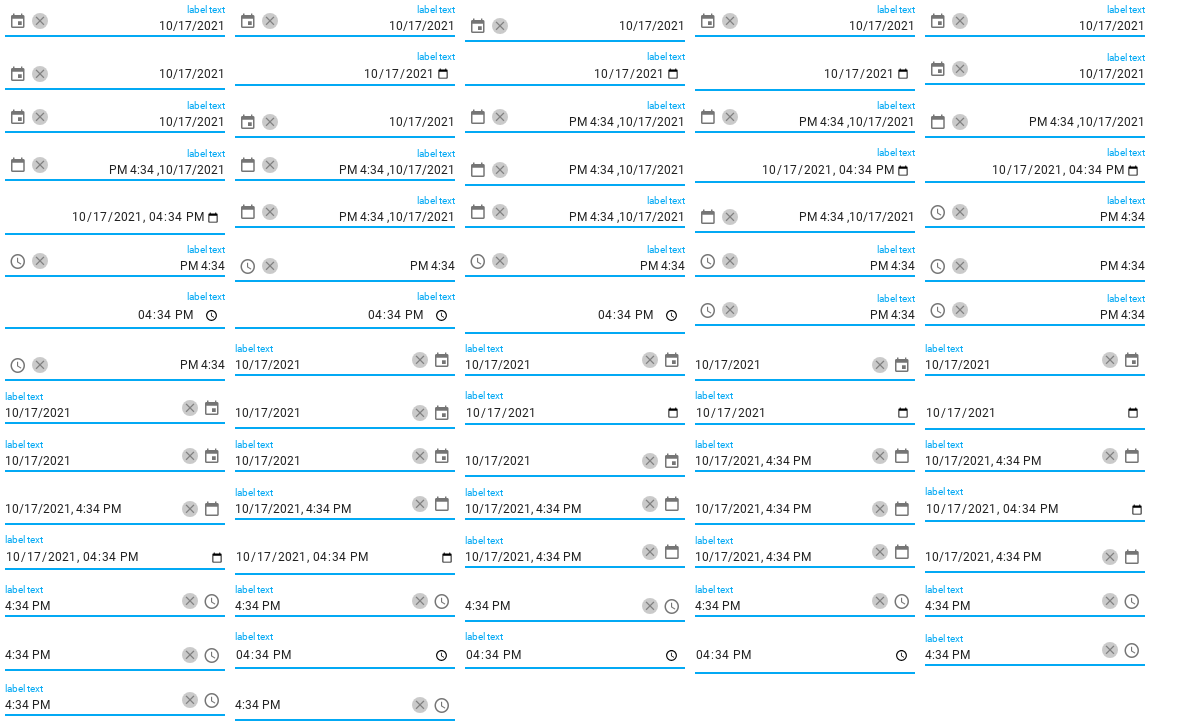 label text
10/17/2021
label text
10/17/2021
10/17/2021
label text
10/17/2021
label text
10/17/2021
10/17/2021
label text
10/17/2021
label text
10/17/2021
10/17/2021
label text
10/17/2021
label text
10/17/2021
10/17/2021
label text
PM 4:34 ,10/17/2021
label text
PM 4:34 ,10/17/2021
PM 4:34 ,10/17/2021
label text
PM 4:34 ,10/17/2021
label text
PM 4:34 ,10/17/2021
PM 4:34 ,10/17/2021
label text
10/17/2021, 04:34 PM
label text
10/17/2021, 04:34 PM
10/17/2021, 04:34 PM
label text
PM 4:34 ,10/17/2021
label text
PM 4:34 ,10/17/2021
PM 4:34 ,10/17/2021
label text
PM 4:34
label text
PM 4:34
PM 4:34
label text
PM 4:34
label text
PM 4:34
PM 4:34
label text
04:34 PM
label text
04:34 PM
04:34 PM
label text
PM 4:34
label text
PM 4:34
PM 4:34
label text
10/17/2021
label text
10/17/2021
10/17/2021
label text
10/17/2021
label text
10/17/2021
10/17/2021
label text
10/17/2021
label text
10/17/2021
10/17/2021
label text
10/17/2021
label text
10/17/2021
10/17/2021
label text
10/17/2021, 4:34 PM
label text
10/17/2021, 4:34 PM
10/17/2021, 4:34 PM
label text
10/17/2021, 4:34 PM
label text
10/17/2021, 4:34 PM
10/17/2021, 4:34 PM
label text
10/17/2021, 04:34 PM
label text
10/17/2021, 04:34 PM
10/17/2021, 04:34 PM
label text
10/17/2021, 4:34 PM
label text
10/17/2021, 4:34 PM
10/17/2021, 4:34 PM
label text
4:34 PM
label text
4:34 PM
4:34 PM
label text
4:34 PM
label text
4:34 PM
4:34 PM
label text
04:34 PM
label text
04:34 PM
04:34 PM
label text
4:34 PM
label text
4:34 PM
4:34 PM